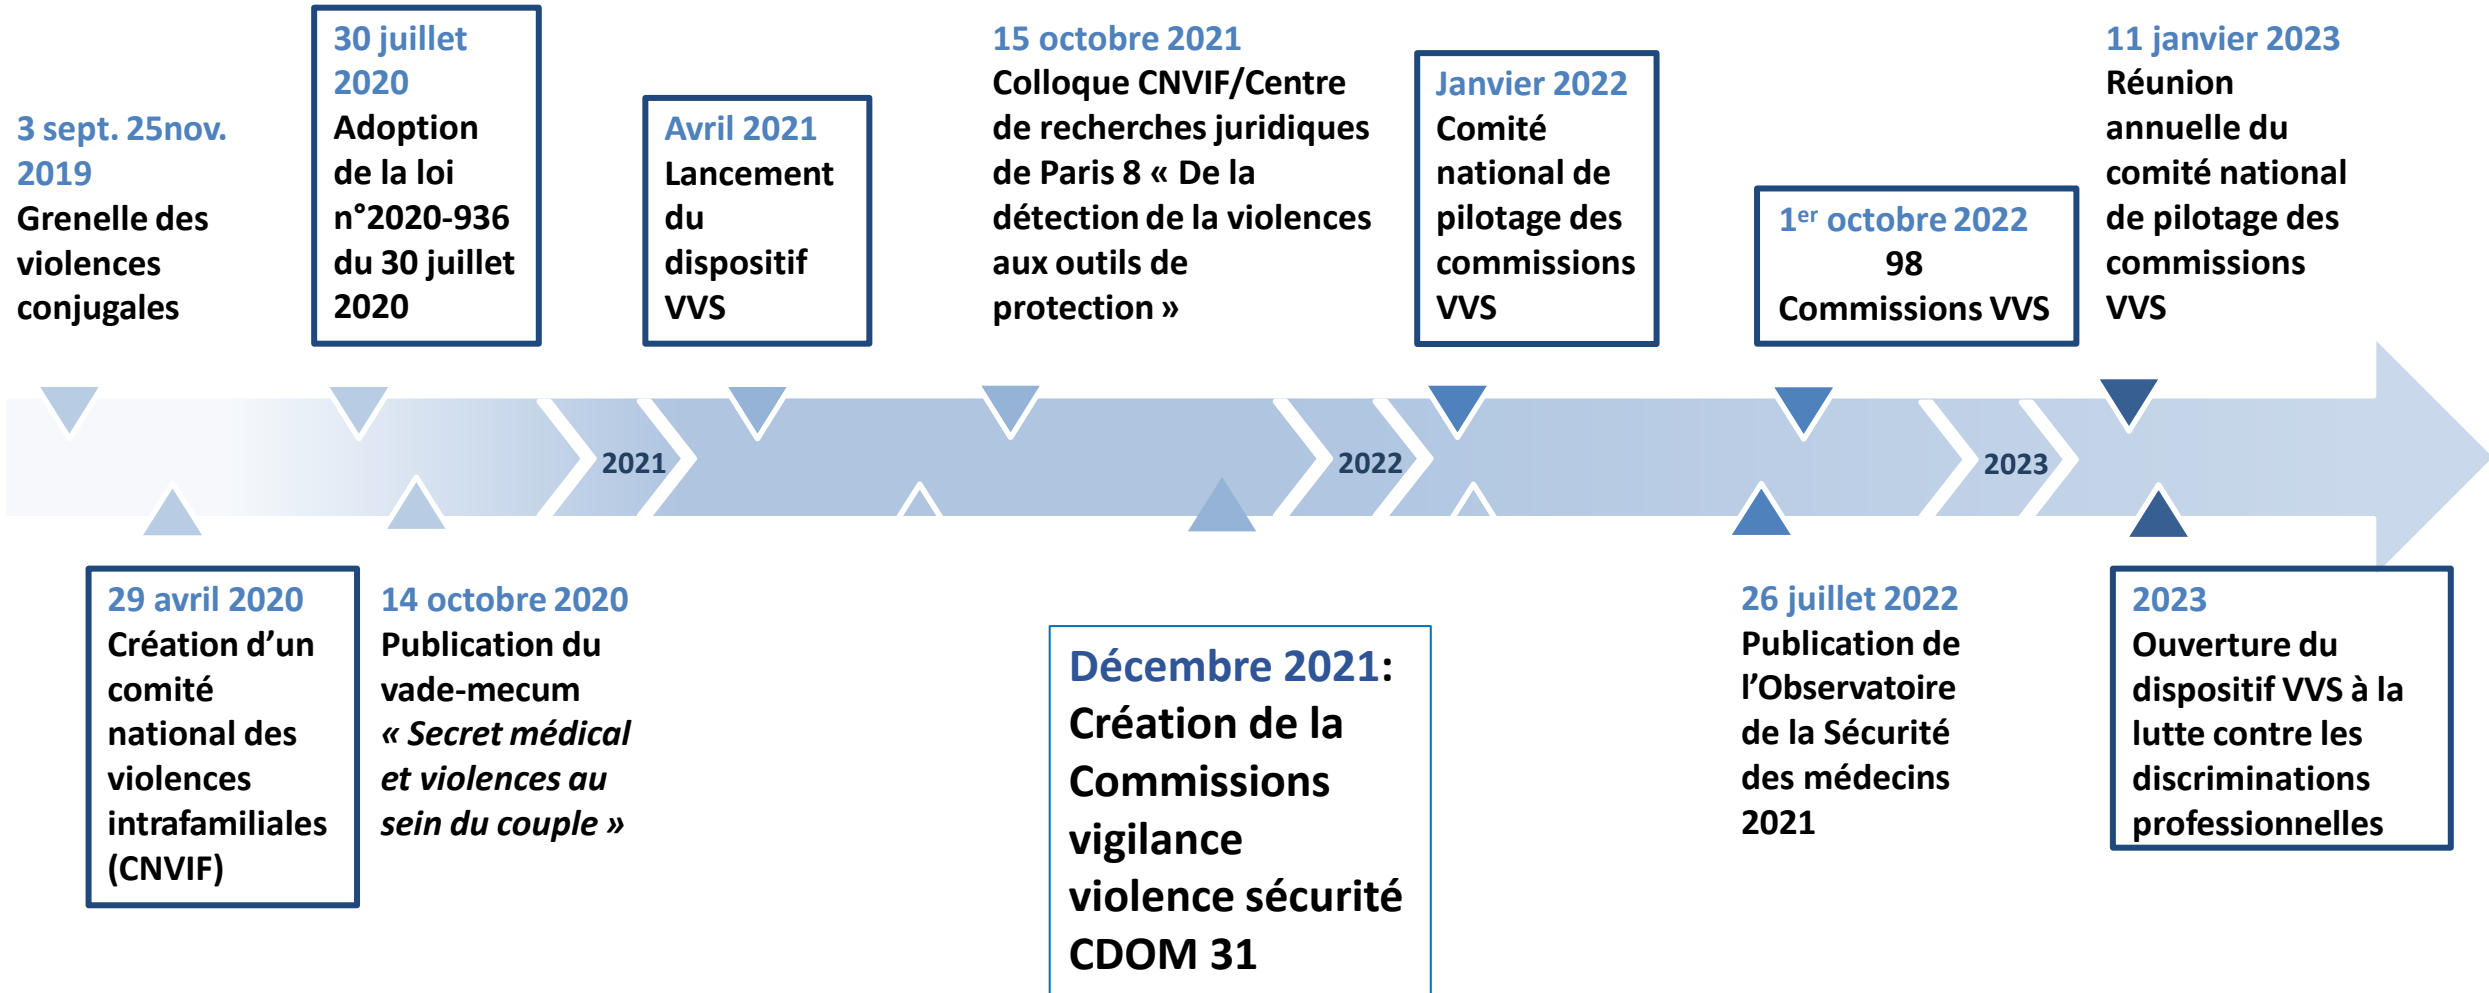 3 sept. 25nov.
2019
Grenelle des
violences
conjugales
30 juillet
2020
Adoption
de la loi
n°2020-936
du 30 juillet
2020
Avril 2021
Lancement
du
dispositif
VVS
15 octobre 2021
Colloque CNVIF/Centre
de recherches juridiques
de Paris 8 « De la
détection de la violences
aux outils de
protection »
Janvier 2022
Comité
national de
pilotage des
commissions
VVS
1er octobre 2022
98
Commissions VVS
11 janvier 2023
Réunion
annuelle du
comité national
de pilotage des
commissions
VVS
2021
2022
2023
29 avril 2020
Création d’un
comité
national des
violences
intrafamiliales
(CNVIF)
14 octobre 2020
Publication du
vade-mecum
« Secret médical
et violences au
sein du couple »
Décembre 2021:
Création de la
Commissions
vigilance
violence sécurité
CDOM 31
26 juillet 2022
Publication de
l’Observatoire
de la Sécurité
des médecins
2021
2023
Ouverture du
dispositif VVS à la
lutte contre les
discriminations
professionnelles